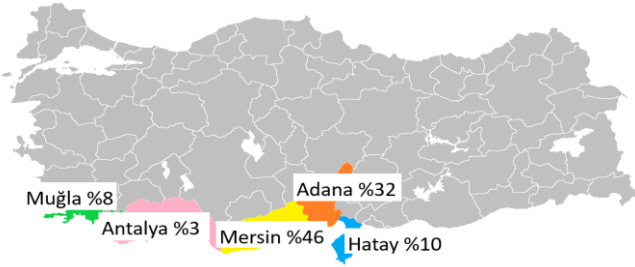 Adana %32
Muğla %8
Antalya %3
Mersin %46
Hatay %10